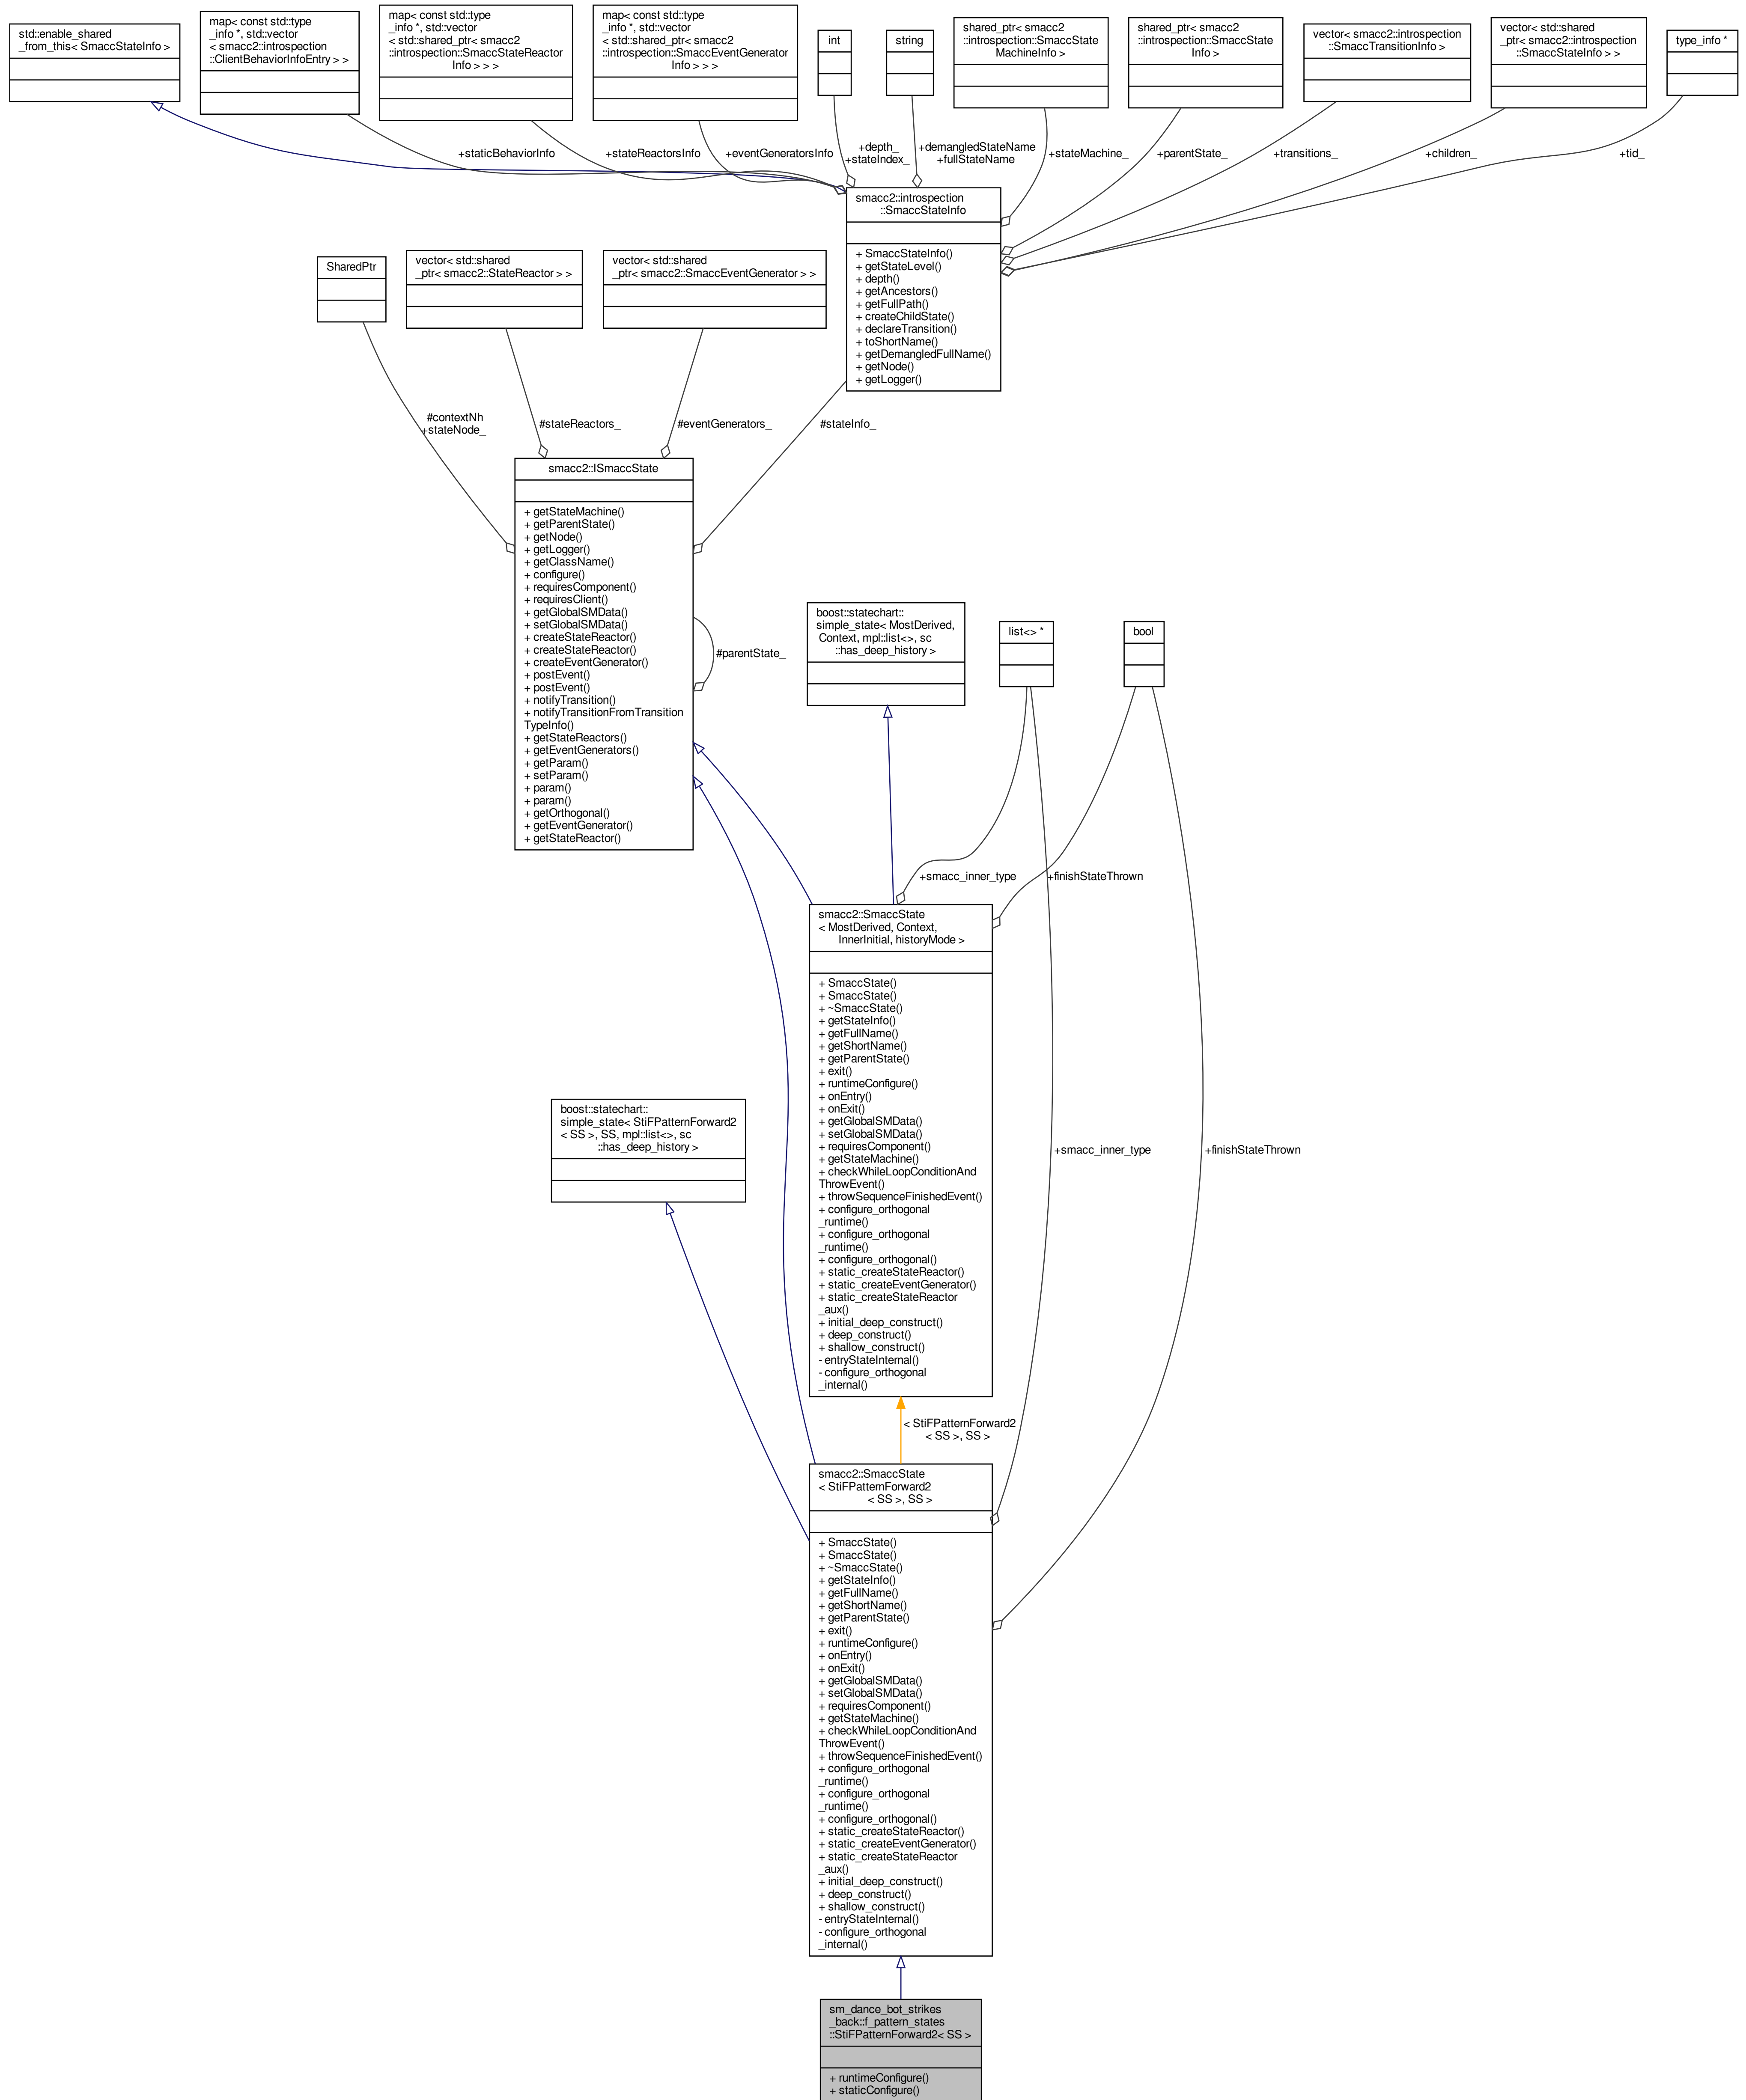 std::enable_shared
_from_this< SmaccStateInfo >
map< const std::type
_info *, std::vector
< smacc2::introspection
::ClientBehaviorInfoEntry > >
map< const std::type
_info *, std::vector
< std::shared_ptr< smacc2
::introspection::SmaccStateReactor
Info > > >
map< const std::type
_info *, std::vector
< std::shared_ptr< smacc2
::introspection::SmaccEventGenerator
Info > > >
int
string
shared_ptr< smacc2
::introspection::SmaccState
MachineInfo >
shared_ptr< smacc2
::introspection::SmaccState
Info >
vector< smacc2::introspection
::SmaccTransitionInfo >
vector< std::shared
_ptr< smacc2::introspection
::SmaccStateInfo > >
type_info *
+staticBehaviorInfo
+stateReactorsInfo
+eventGeneratorsInfo
+depth_
+stateIndex_
+demangledStateName
+fullStateName
+stateMachine_
+parentState_
+transitions_
+children_
+tid_
smacc2::introspection
::SmaccStateInfo
+ SmaccStateInfo()
+ getStateLevel()
+ depth()
+ getAncestors()
+ getFullPath()
+ createChildState()
+ declareTransition()
+ toShortName()
+ getDemangledFullName()
+ getNode()
+ getLogger()
SharedPtr
vector< std::shared
_ptr< smacc2::StateReactor > >
vector< std::shared
_ptr< smacc2::SmaccEventGenerator > >
#contextNh
+stateNode_
#stateReactors_
#eventGenerators_
#stateInfo_
smacc2::ISmaccState
+ getStateMachine()
+ getParentState()
+ getNode()
+ getLogger()
+ getClassName()
+ configure()
+ requiresComponent()
+ requiresClient()
+ getGlobalSMData()
+ setGlobalSMData()
+ createStateReactor()
+ createStateReactor()
+ createEventGenerator()
+ postEvent()
+ postEvent()
+ notifyTransition()
+ notifyTransitionFromTransition
TypeInfo()
+ getStateReactors()
+ getEventGenerators()
+ getParam()
+ setParam()
+ param()
+ param()
+ getOrthogonal()
+ getEventGenerator()
+ getStateReactor()
#parentState_
boost::statechart::
simple_state< MostDerived,
Context, mpl::list<>, sc
::has_deep_history >
list<> *
bool
+smacc_inner_type
+finishStateThrown
smacc2::SmaccState
< MostDerived, Context,
InnerInitial, historyMode >
+ SmaccState()
+ SmaccState()
+ ~SmaccState()
+ getStateInfo()
+ getFullName()
+ getShortName()
+ getParentState()
+ exit()
+ runtimeConfigure()
+ onEntry()
+ onExit()
+ getGlobalSMData()
+ setGlobalSMData()
+ requiresComponent()
+ getStateMachine()
+ checkWhileLoopConditionAnd
ThrowEvent()
+ throwSequenceFinishedEvent()
+ configure_orthogonal
_runtime()
+ configure_orthogonal
_runtime()
+ configure_orthogonal()
+ static_createStateReactor()
+ static_createEventGenerator()
+ static_createStateReactor
_aux()
+ initial_deep_construct()
+ deep_construct()
+ shallow_construct()
- entryStateInternal()
- configure_orthogonal
_internal()
boost::statechart::
simple_state< StiFPatternForward2
< SS >, SS, mpl::list<>, sc
::has_deep_history >
+smacc_inner_type
+finishStateThrown
< StiFPatternForward2
< SS >, SS >
smacc2::SmaccState
< StiFPatternForward2
< SS >, SS >
+ SmaccState()
+ SmaccState()
+ ~SmaccState()
+ getStateInfo()
+ getFullName()
+ getShortName()
+ getParentState()
+ exit()
+ runtimeConfigure()
+ onEntry()
+ onExit()
+ getGlobalSMData()
+ setGlobalSMData()
+ requiresComponent()
+ getStateMachine()
+ checkWhileLoopConditionAnd
ThrowEvent()
+ throwSequenceFinishedEvent()
+ configure_orthogonal
_runtime()
+ configure_orthogonal
_runtime()
+ configure_orthogonal()
+ static_createStateReactor()
+ static_createEventGenerator()
+ static_createStateReactor
_aux()
+ initial_deep_construct()
+ deep_construct()
+ shallow_construct()
- entryStateInternal()
- configure_orthogonal
_internal()
sm_dance_bot_strikes
_back::f_pattern_states
::StiFPatternForward2< SS >
+ runtimeConfigure()
+ staticConfigure()